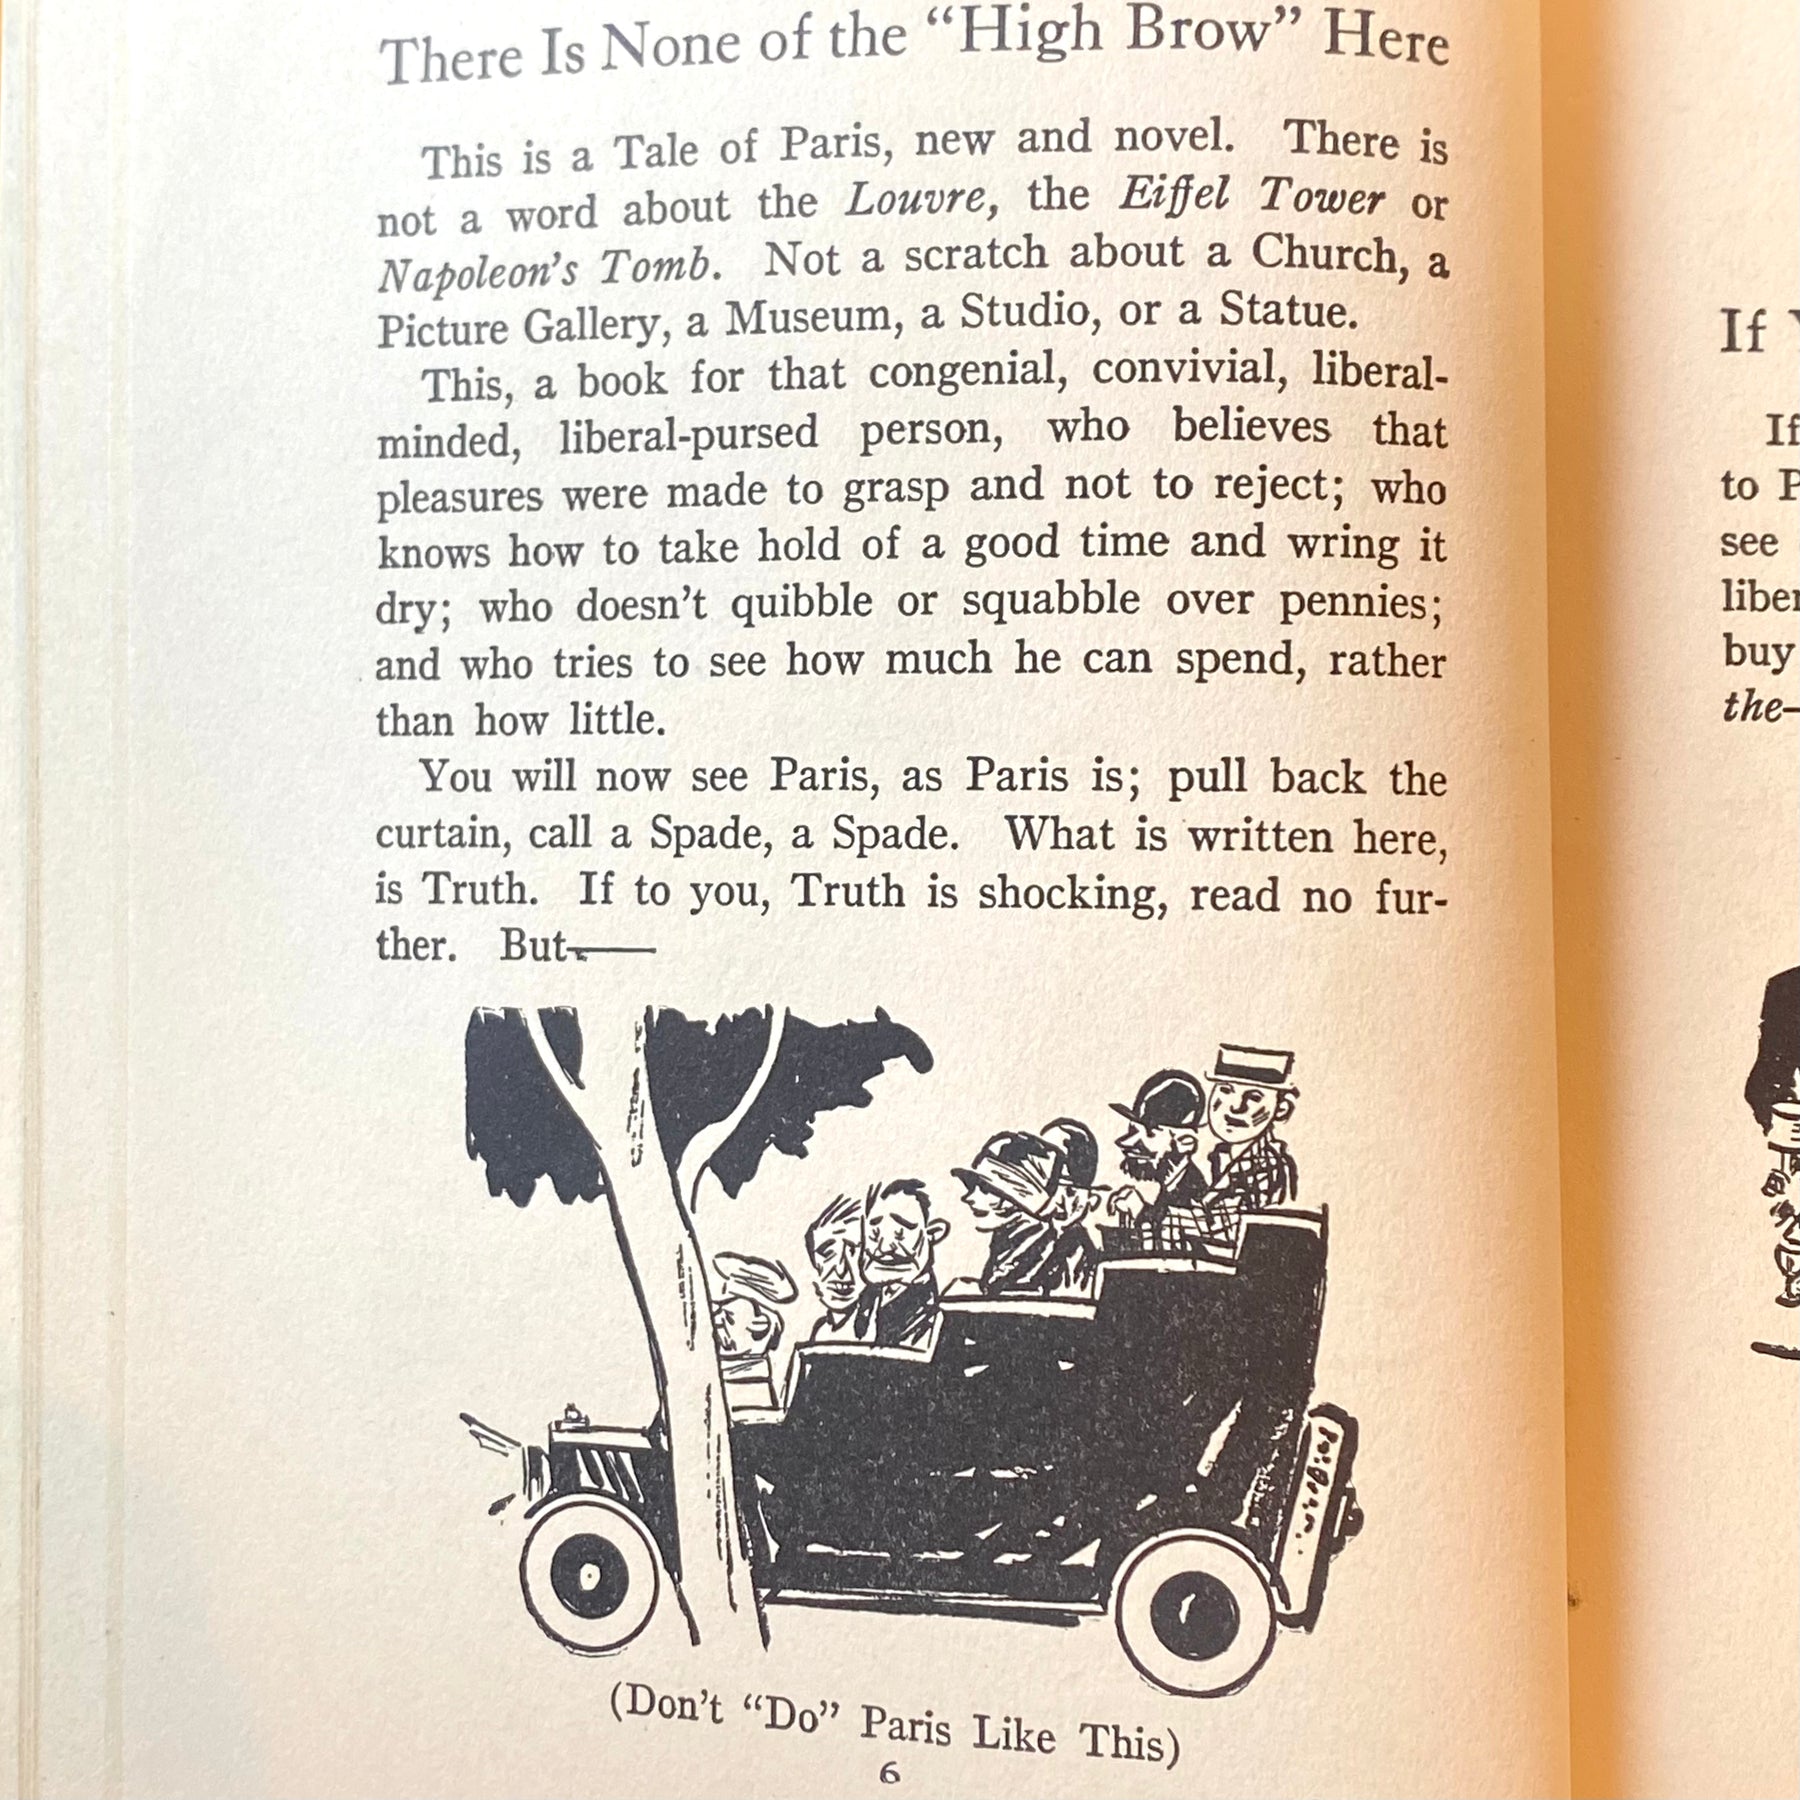 There Is None of the “High Brow” Here
This is a Tale of Paris, new and novel. There is
not a word about the Louvre, the Eiffel Tower or
Napoleon’s Tomb. Not a scratch about a Church, a
Picture Gallery, a Museum, a Studio, or a Statue.
This, a book for that congenial, convivial, liberal-
minded, liberal-pursed person, who believes that
pleasures were made to grasp and not to reject; who
knows how to take hold of a good time and wring it
dry; who doesn’t quibble or squabble over pennies;
and who tries to see how much he can spend, rather
than how little.
You will now see Paris, as Paris is; pull back the
curtain, call a Spade, a Spade. What is written here,
is Truth. If to you, Truth is shocking, read no fur-
ther. But——
(Don’t “Do” Paris Like This)
6
If
If
to
see
buy
the—